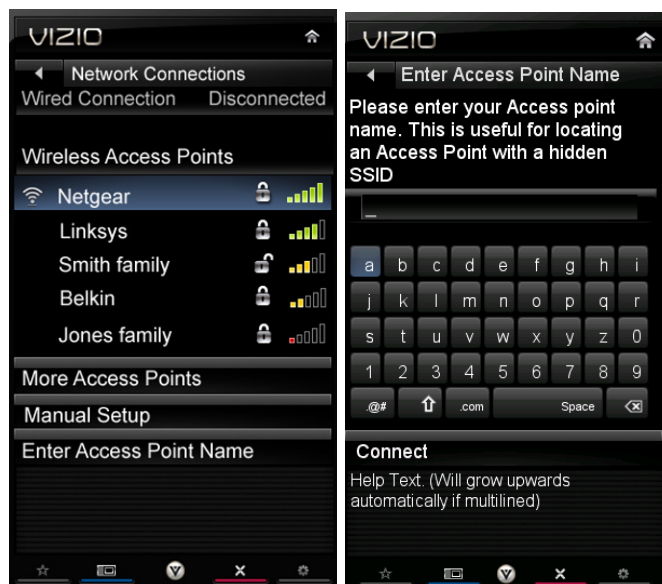 VIZIO
Network Connections
Wired Connection Disconnected
Wireless Access Points
Netgear
Linksys
Smith family
Belkin
Jones family
More Access Points
Manual Setup
Enter Access Point Name
V
VIZIO
Enter Access Point Name
Please enter your Access point
name. This is useful for locating
an Access Point with a hidden
SSID
_
a b c d e f g h i
j k l m n o p q r
s t u v w x y z 0
1 2 3 4 5 6 7 8 9
.@# .com Space
Connect
Help Text. (Will grow upwards
automatically if multilined)
V